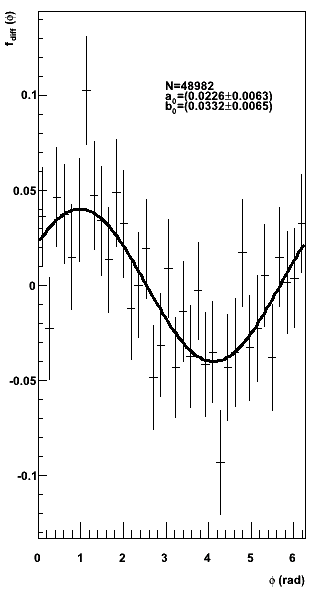 f_diff (ϕ)
N=48982
a_0=(0.0226±0.0063)
b_0=(0.0332±0.0065)
0.1
0.05
0
-0.05
-0.1
0 1 2 3 4 5 6
ϕ (rad)